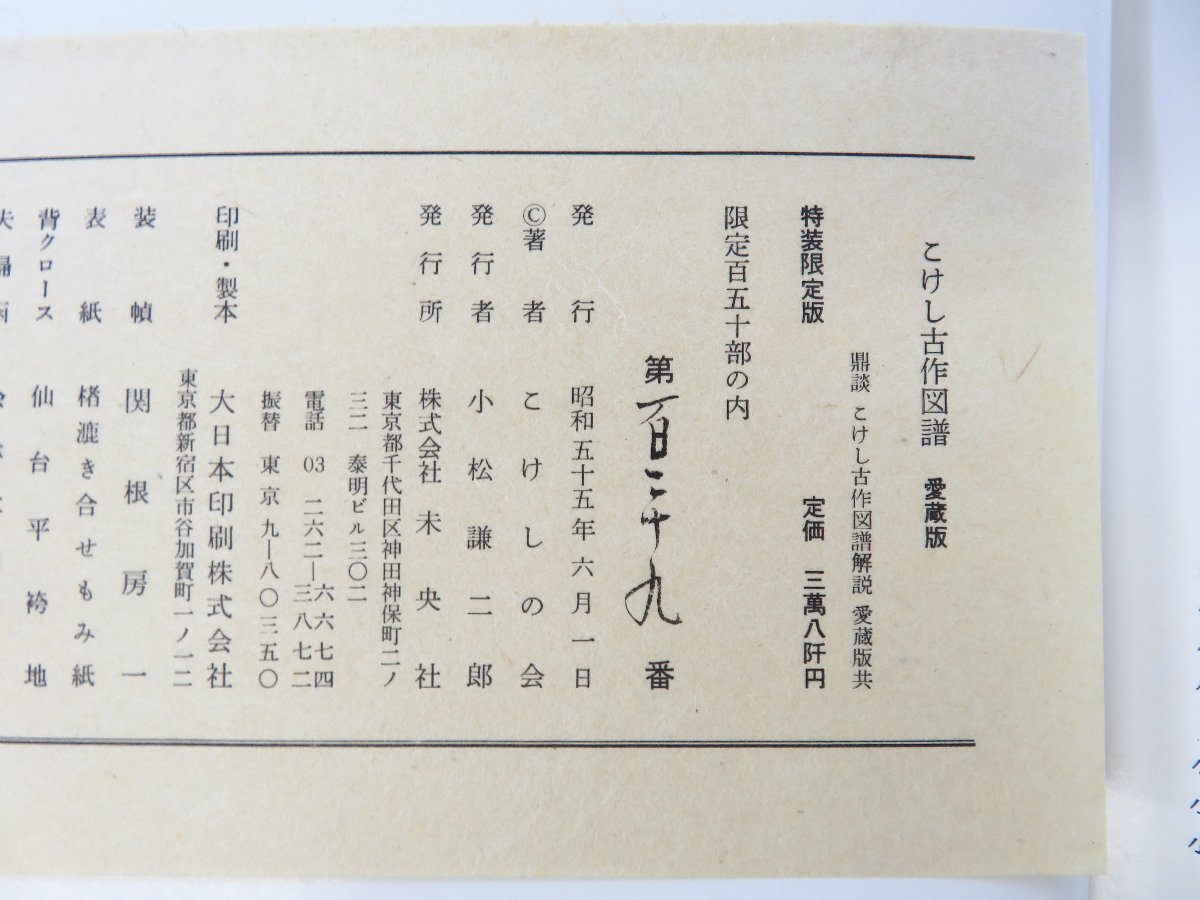 こけし古作図譜 愛蔵版
鼎談 こけし古作図譜解説 愛蔵版共
特装限定版 定価 三萬八阡円
限定百五十部の内
第百二十九番
発行 昭和五十五年六月一日
©著者 こけしの会
発行者 小松謙二郎
発行所 株式会社未央社
東京都千代田区神田神保町二ノ
三二 泰明ビル三〇二
電話 03 二六二―六六七四
三八七二
振替 東京九―八〇三五〇
印刷・製本 大日本印刷株式会社
東京都新宿区市谷加賀町一ノ一二
装幀 関根房一
表紙 楮漉き合せもみ紙
背クロース 仙台平袴地